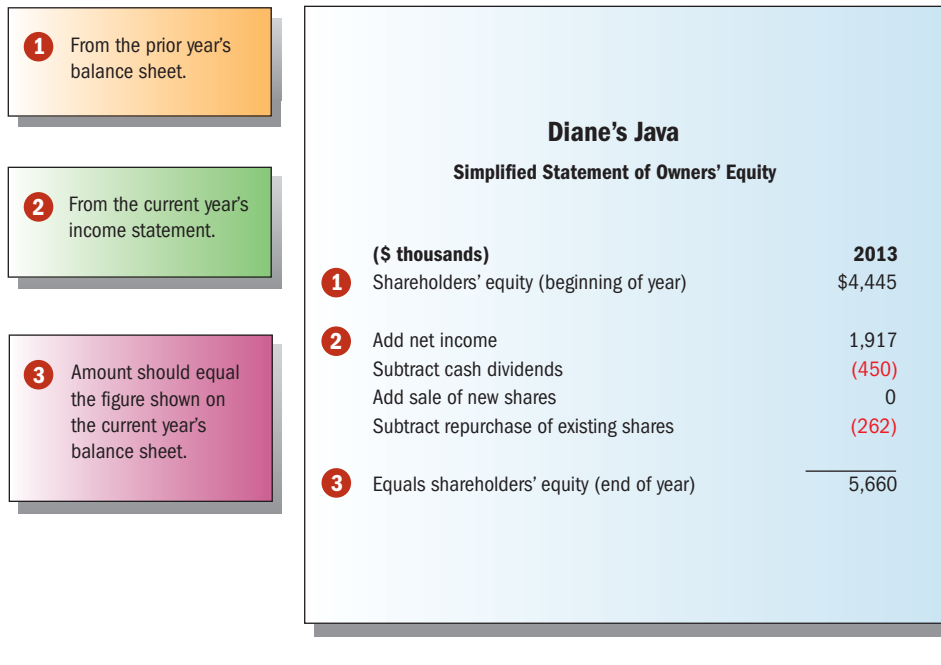 1 From the prior year's
balance sheet.
2 From the current year's
income statement.
3 Amount should equal
the figure shown on
the current year's
balance sheet.
Diane's Java
Simplified Statement of Owners' Equity
($ thousands) 2013
1 Shareholders' equity (beginning of year) $4,445
2 Add net income 1,917
Subtract cash dividends (450)
Add sale of new shares 0
Subtract repurchase of existing shares (262)
3 Equals shareholders' equity (end of year) 5,660